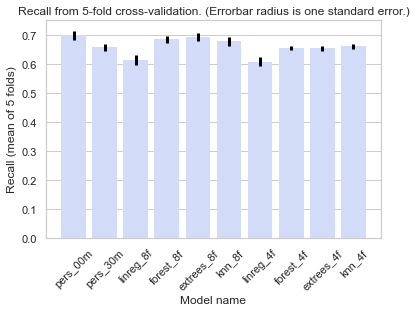 Recall from 5-fold cross-validation. (Errorbar radius is one standard error.)
Recall (mean of 5 folds)
0.7
0.6
0.5
0.4
0.3
0.2
0.1
0.0
pers_00m
pers_30m
linreg_8f
forest_8f
extrees_8f
knn_8f
linreg_4f
forest_4f
extrees_4f
knn_4f
Model name